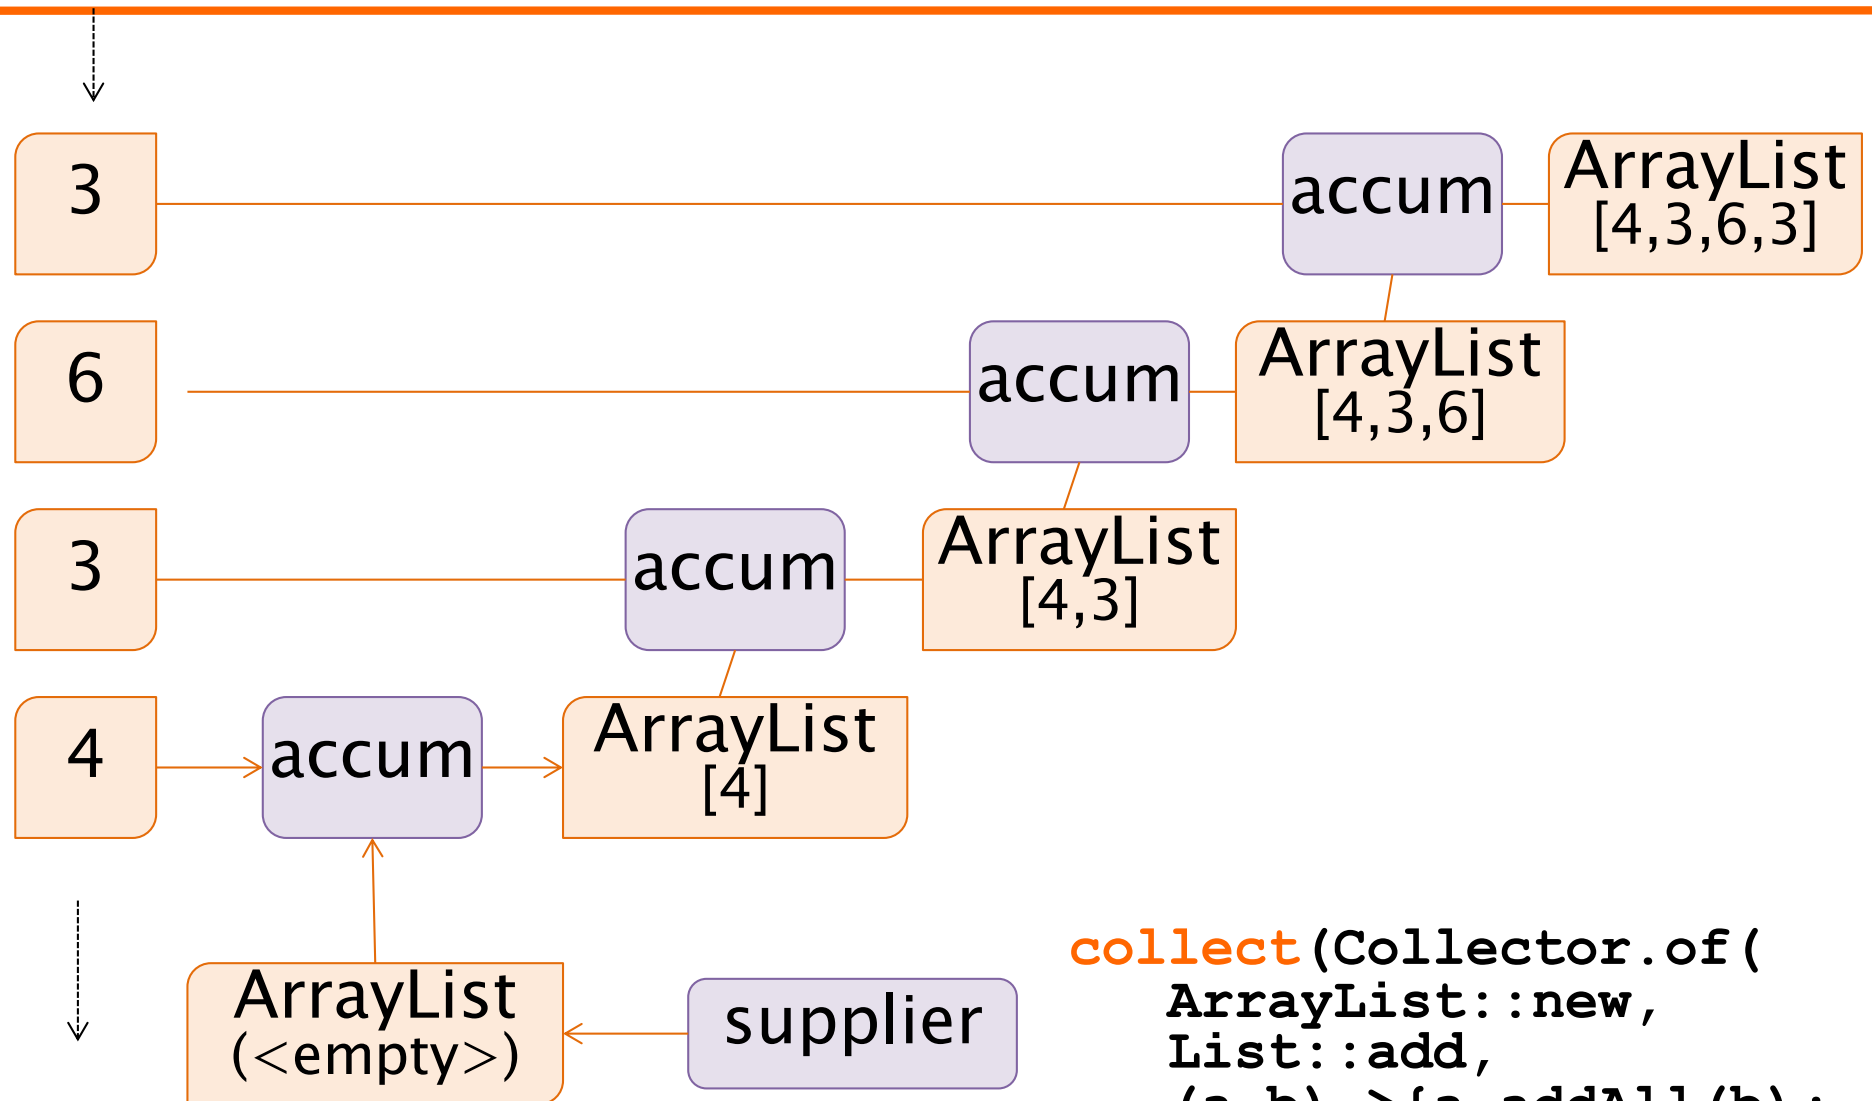 3
accum
ArrayList
[4,3,6,3]
6
accum
ArrayList
[4,3,6]
3
accum
ArrayList
[4,3]
4
accum
ArrayList
[4]
ArrayList
(<empty>)
supplier
collect(Collector.of(
ArrayList::new,
List::add,
(a,b)->{a.addAll(b);